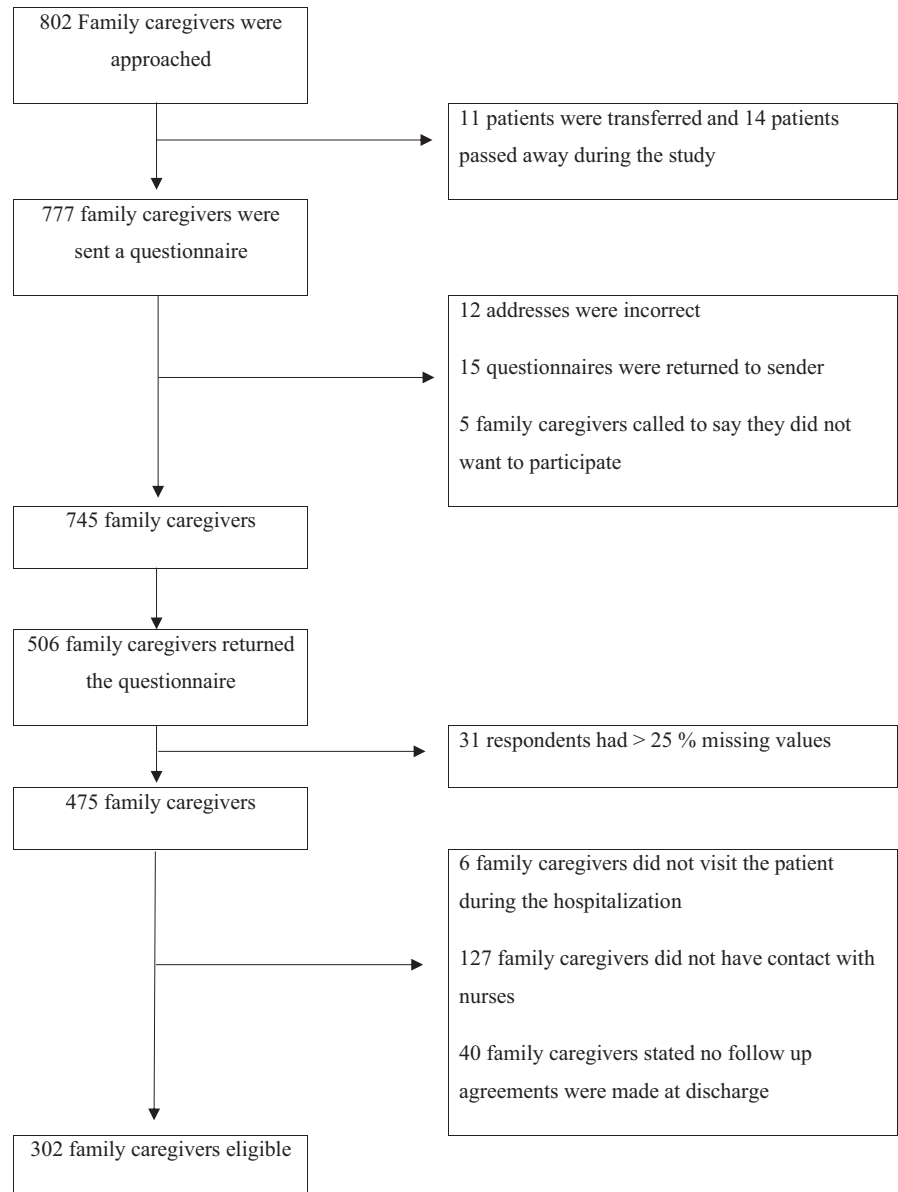 802 Family caregivers were
approached
11 patients were transferred and 14 patients
passed away during the study
777 family caregivers were
sent a questionnaire
12 addresses were incorrect
15 questionnaires were returned to sender
5 family caregivers called to say they did not
want to participate
745 family caregivers
506 family caregivers returned
the questionnaire
31 respondents had > 25 % missing values
475 family caregivers
6 family caregivers did not visit the patient
during the hospitalization
127 family caregivers did not have contact with
nurses
40 family caregivers stated no follow up
agreements were made at discharge
302 family caregivers eligible